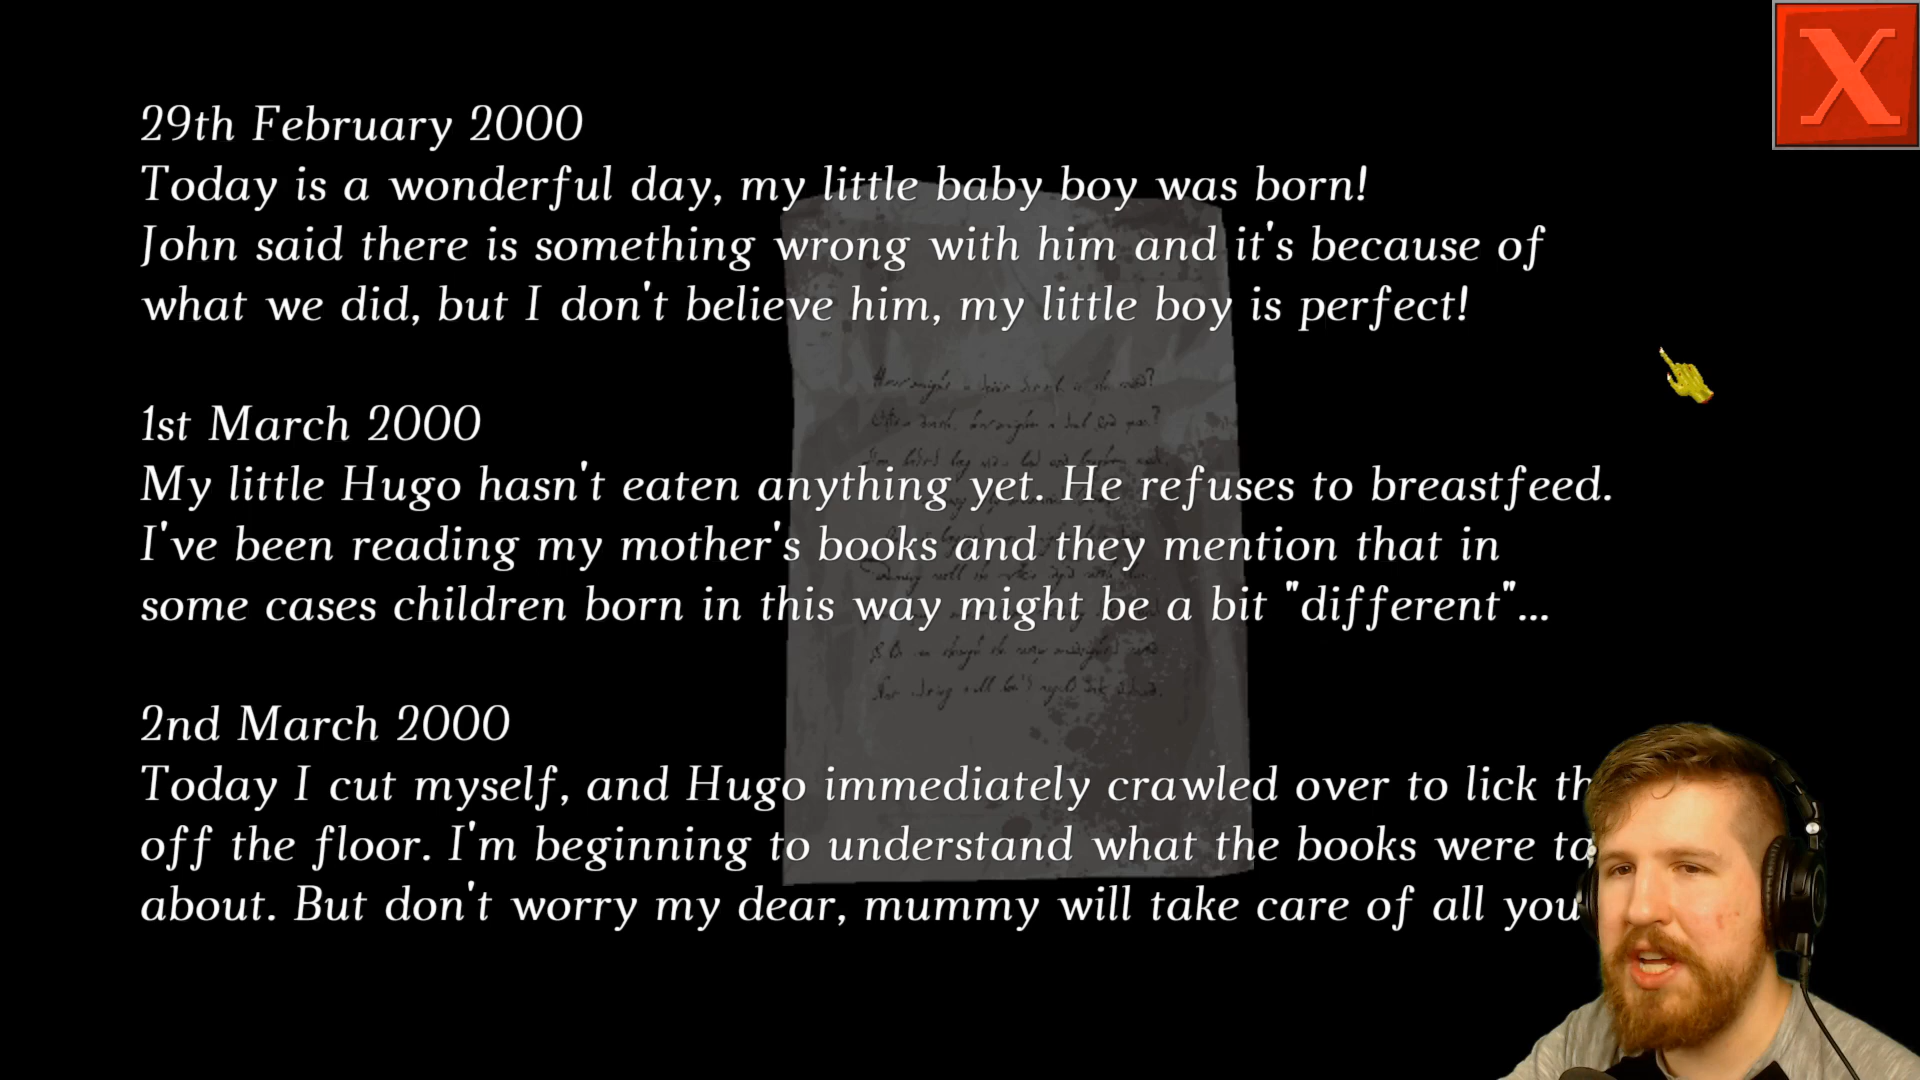 29th February 2000
Today is a wonderful day, my little baby boy was born!
John said there is something wrong with him and it's because of
what we did, but I don't believe him, my little boy is perfect!
1st March 2000
My little Hugo hasn't eaten anything yet. He refuses to breastfeed.
I've been reading my mother's books and they mention that in
some cases children born in this way might be a bit "different"...
2nd March 2000
Today I cut myself, and Hugo immediately crawled over to lick
off the floor. I'm beginning to understand what the books were
about. But don't worry my dear, mummy will take care of all
X